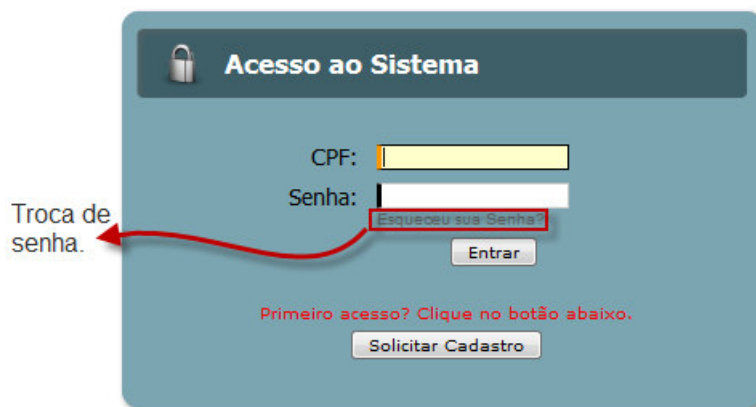 Acesso ao Sistema
CPF:
Senha:
Esqueceu sua Senha?
Troca de
senha.
Entrar
Primeiro acesso? Clique no botão abaixo.
Solicitar Cadastro